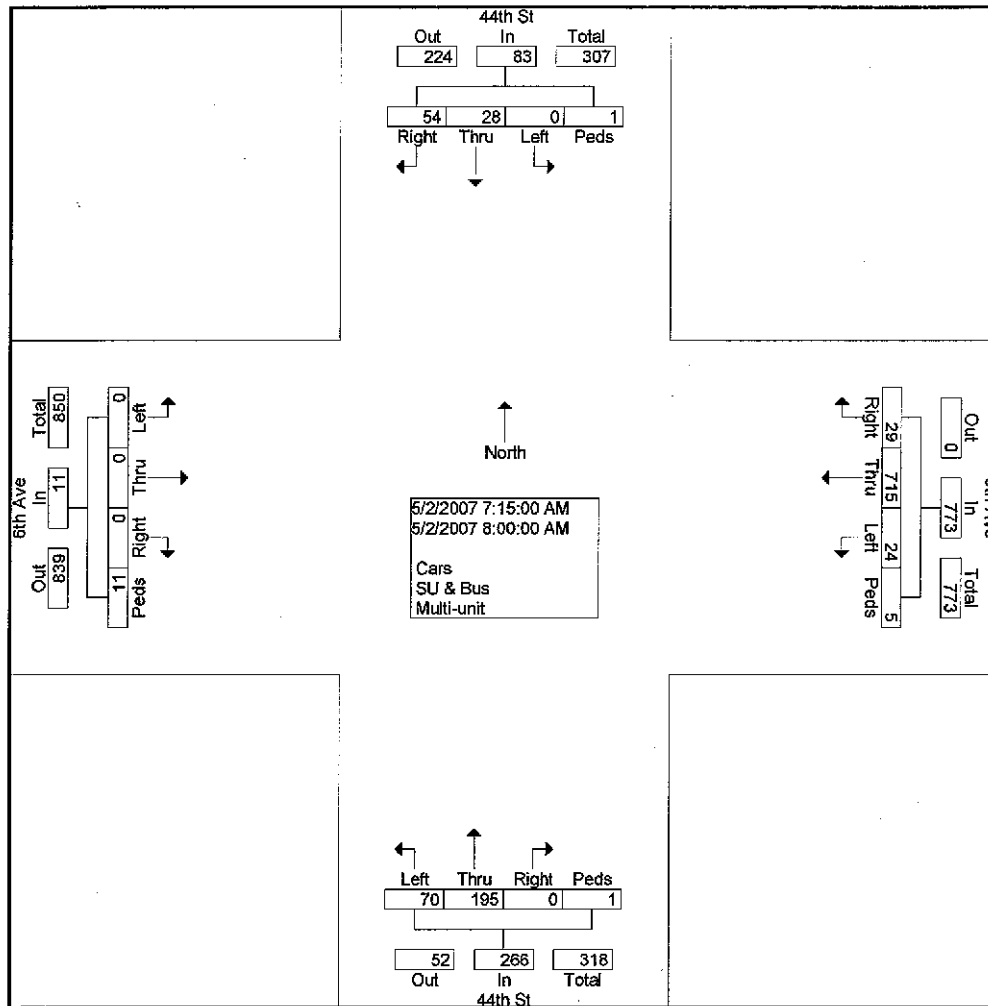 44th St
Out In Total
224 83 307
54 28 0 1
Right Thru Left Peds
Total 850
In 11
Out 839
6th Ave
0 Left
0 Thru
0 Right
11 Peds
North
5/2/2007 7:15:00 AM
5/2/2007 8:00:00 AM
Cars
SU & Bus
Multi-unit
Right 29
Thru 715
Left 24
Peds 5
Out 0
In 773
Total 773
Left Thru Right Peds
70 195 0 1
52 266 318
Out In Total
44th St